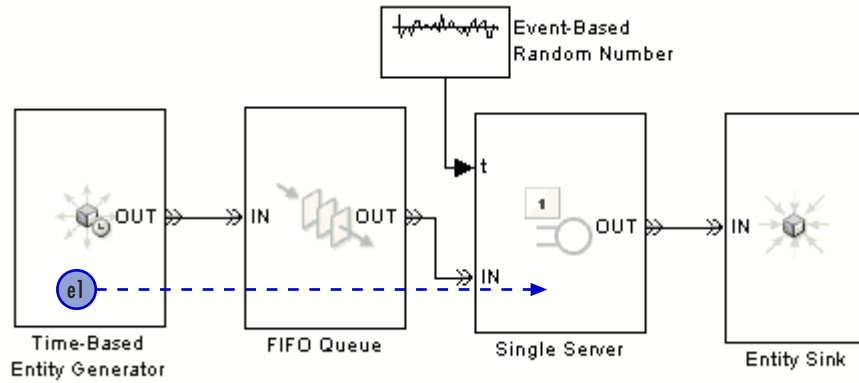 Event-Based
Random Number
OUT
IN
OUT
t
IN
1
OUT
IN
e1
Time-Based
Entity Generator
FIFO Queue
Single Server
Entity Sink